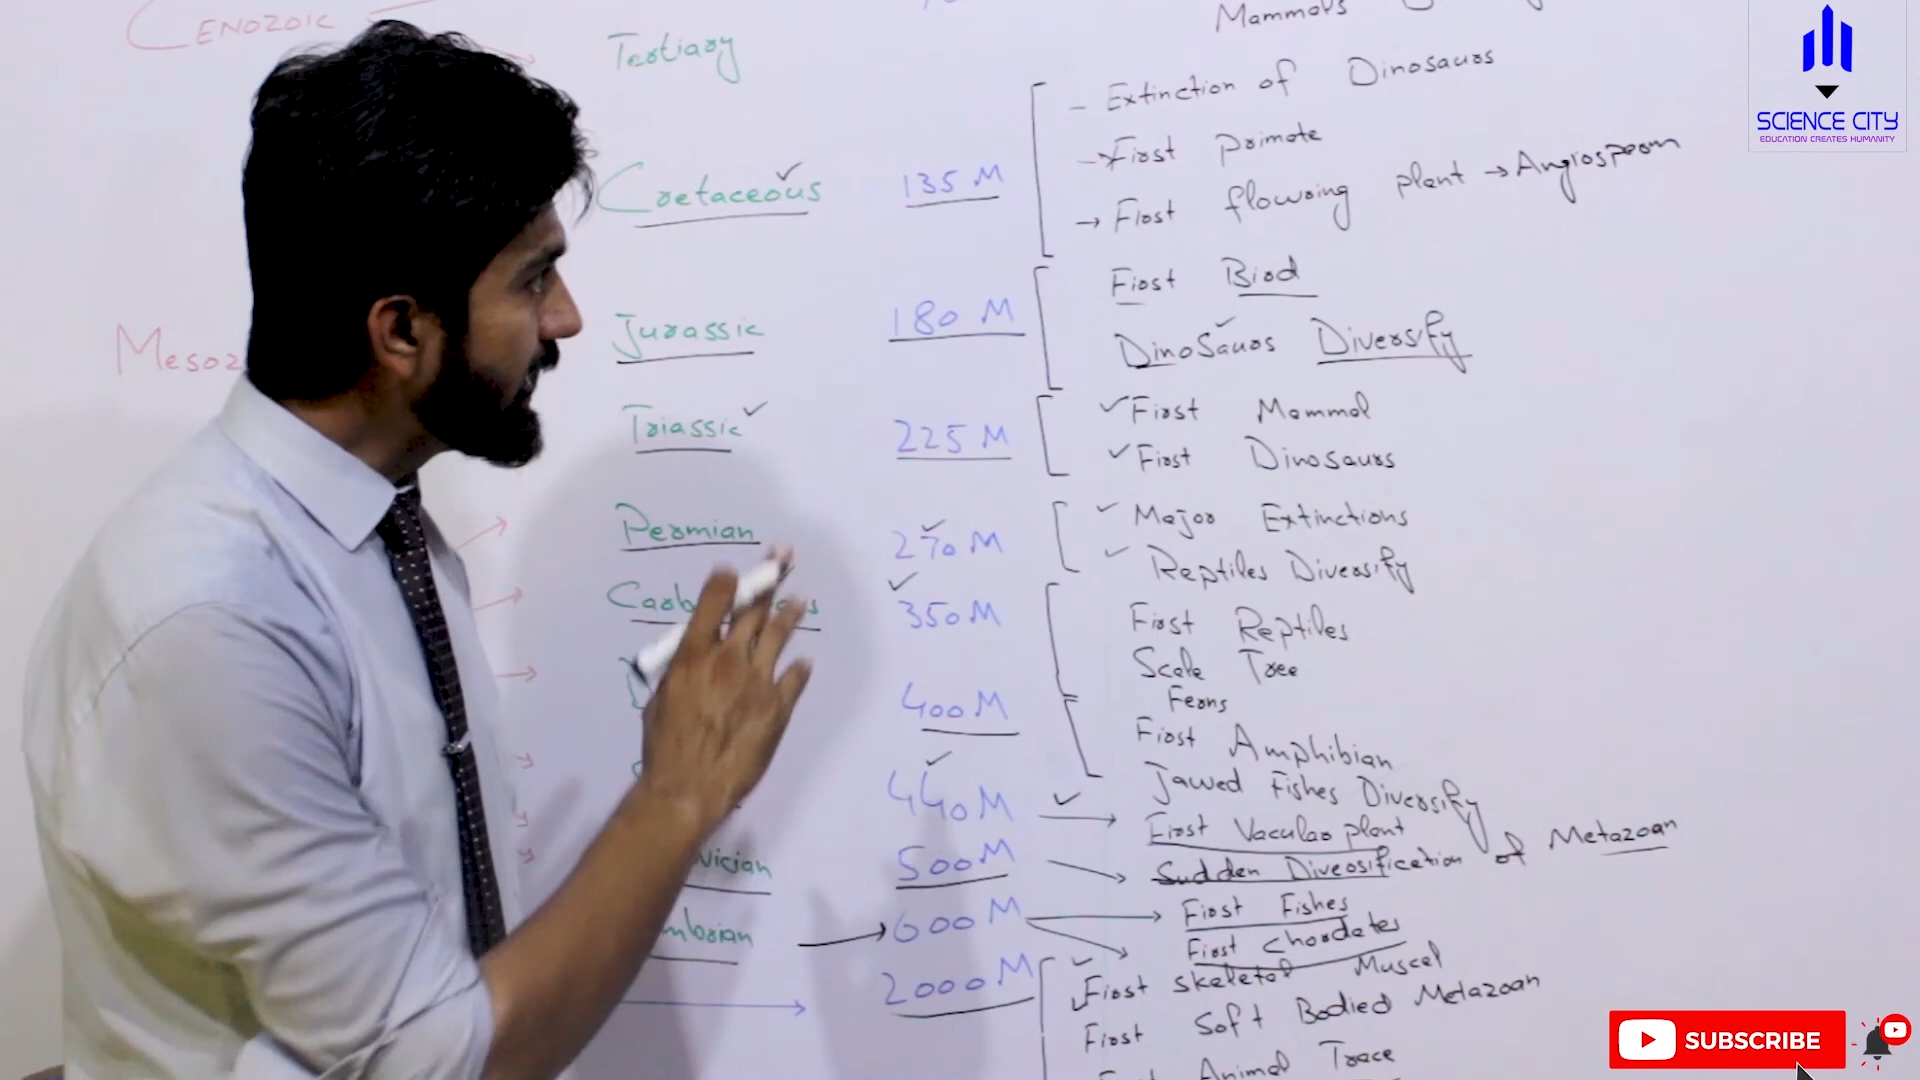 CENOZOIC
Mammals
Tertiary
- Extinction of Dinosaurs
SCIENCE CITY
EDUCATION CREATES HUMANITY
- First Primate
Cretaceous 135 M
→ First flowring plant → Angiosperm
First Bird
Jurassic 180 M
Dinosaurs Diversify
Mesoz
First Mammal
Triassic 225 M
First Dinosaurs
Major Extinctions
Permian 270 M
Reptiles Diversify
350 M
First Reptiles
Scale Tree
Ferns
400 M
First Amphibian
Jawed Fishes Diversify
440 M
First Vacular plant
500 M
Sudden Diversification of Metazoan
vician
First Fishes
mbrian → 600 M
First Chordates
2000 M
First Skeletal Muscel
First Soft Bodied Metazoan
Animal Trace
SUBSCRIBE